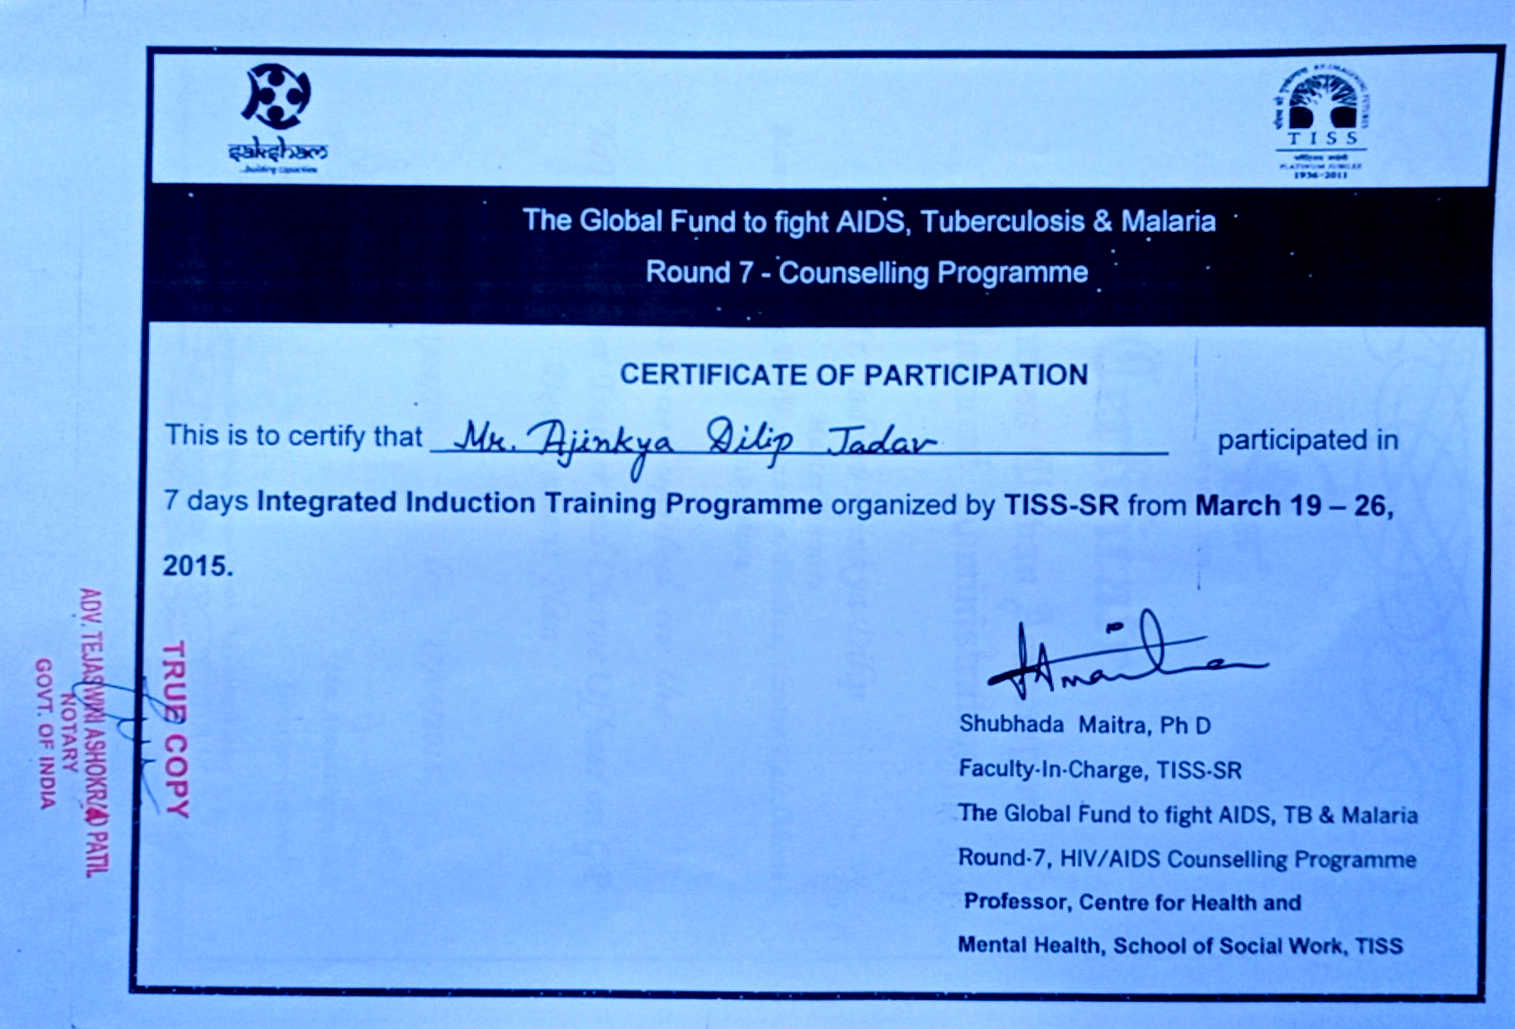 saksham
...building capacities
RE-IMAGINING FUTURES
TISS
PLATINUM JUBILEE
1936-2011
The Global Fund to fight AIDS, Tuberculosis & Malaria
Round 7 - Counselling Programme
CERTIFICATE OF PARTICIPATION
This is to certify that Mr. Ajinkya Dilip Jadav participated in
7 days Integrated Induction Training Programme organized by TISS-SR from March 19 – 26,
2015.
Shubhada Maitra, Ph D
Faculty-In-Charge, TISS-SR
The Global Fund to fight AIDS, TB & Malaria
Round-7, HIV/AIDS Counselling Programme
Professor, Centre for Health and
Mental Health, School of Social Work, TISS
TRUE COPY
ADV. TEJASWINI ASHOKRAO PATIL
NOTARY
GOVT. OF INDIA